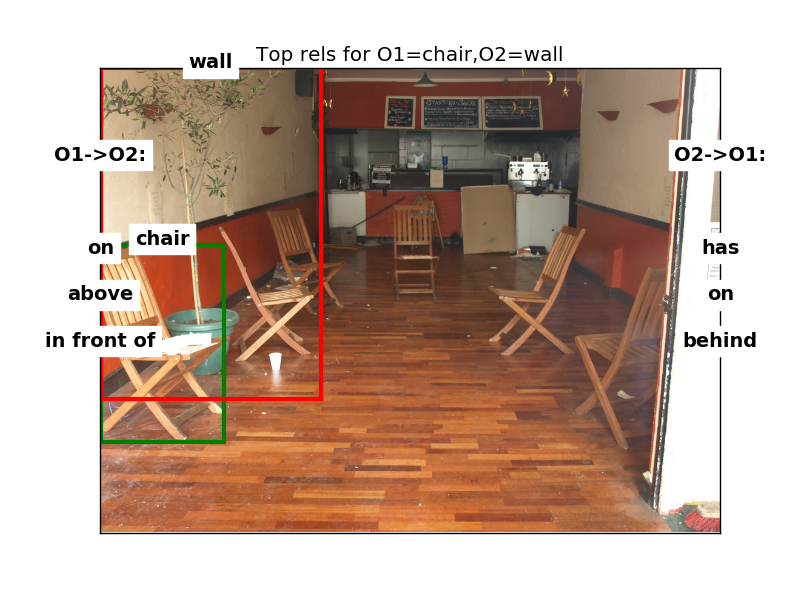 Top rels for O1=chair,O2=wall
wall
O1->O2:
O2->O1:
chair
on
has
above
on
in front of
behind